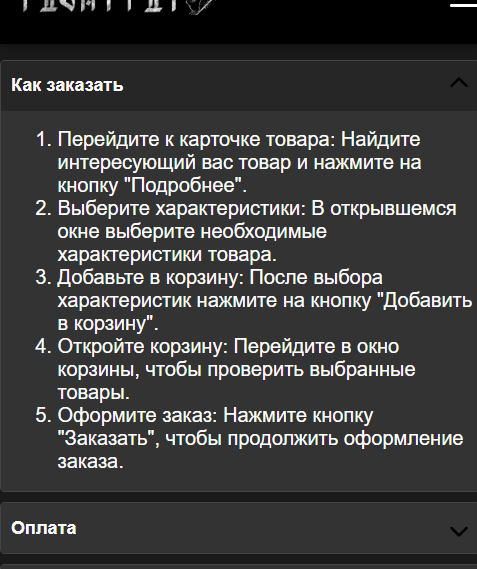 Как заказать
1. Перейдите к карточке товара: Найдите
интересующий вас товар и нажмите на
кнопку "Подробнее".
2. Выберите характеристики: В открывшемся
окне выберите необходимые
характеристики товара.
3. Добавьте в корзину: После выбора
характеристик нажмите на кнопку "Добавить
в корзину".
4. Откройте корзину: Перейдите в окно
корзины, чтобы проверить выбранные
товары.
5. Оформите заказ: Нажмите кнопку
"Заказать", чтобы продолжить оформление
заказа.
Оплата